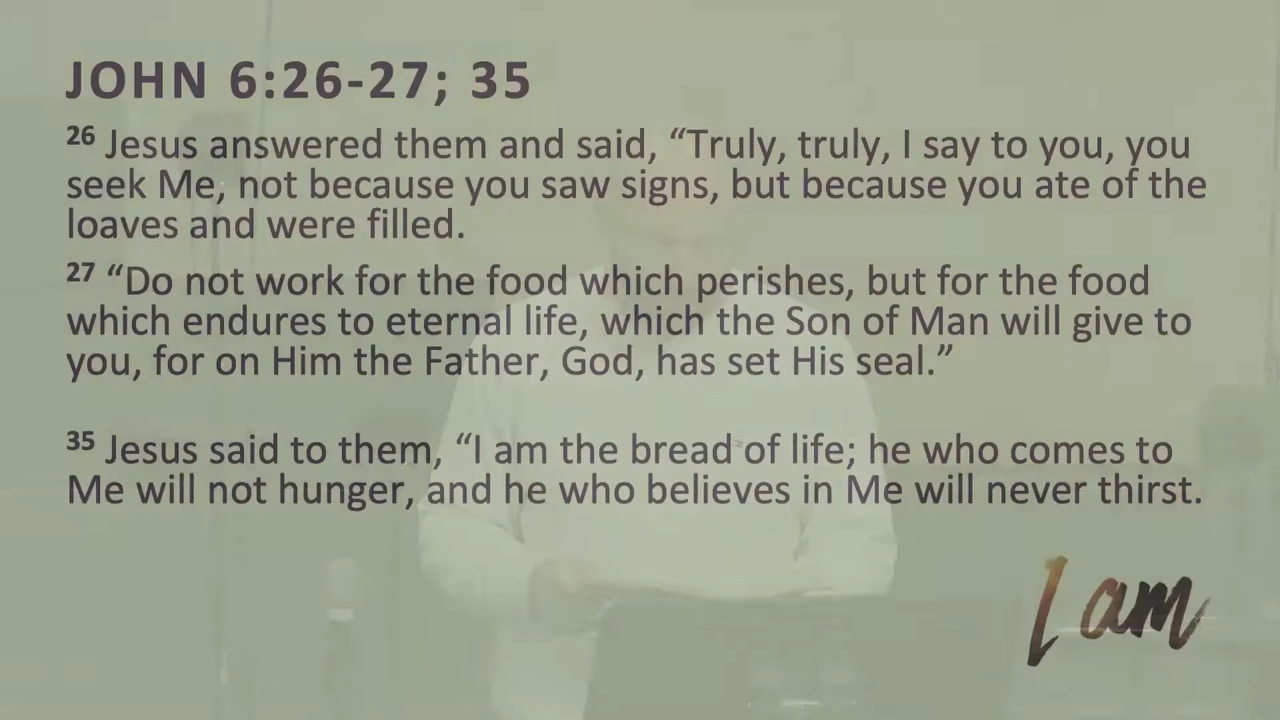 JOHN 6:26-27; 35
26 Jesus answered them and said, “Truly, truly, I say to you, you
seek Me, not because you saw signs, but because you ate of the
loaves and were filled.
27 “Do not work for the food which perishes, but for the food
which endures to eternal life, which the Son of Man will give to
you, for on Him the Father, God, has set His seal.”
35 Jesus said to them, “I am the bread of life; he who comes to
Me will not hunger, and he who believes in Me will never thirst.
I am